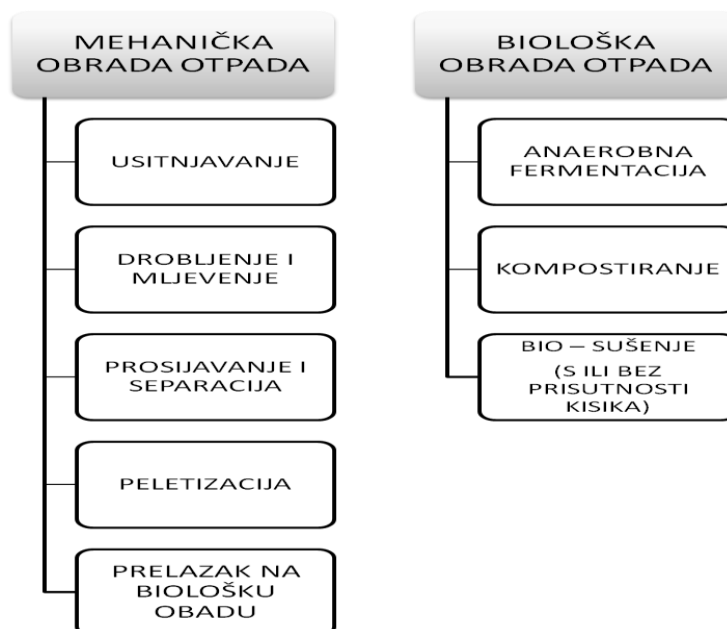 MEHANIČKA
OBRADA OTPADA
USITNJAVANJE
DROBLJENJE I
MLJEVENJE
PROSIJAVANJE I
SEPARACIJA
PELETIZACIJA
PRELAZAK NA
BIOLOŠKU
OBADU
BIOLOŠKA
OBRADA OTPADA
ANAEROBNA
FERMENTACIJA
KOMPOSTIRANJE
BIO – SUŠENJE
(S ILI BEZ
PRISUTNOSTI
KISIKA)